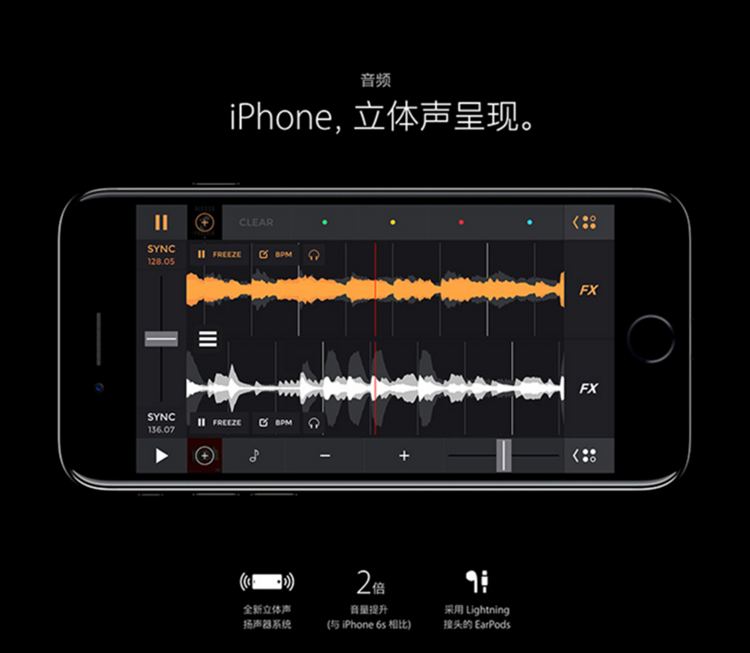 音频
iPhone, 立体声呈现。
CLEAR
SYNC
128.05
FREEZE
BPM
FX
FX
SYNC
136.07
FREEZE
BPM
2倍
全新立体声
扬声器系统
音量提升
(与 iPhone 6s 相比)
采用 Lightning
接头的 EarPods